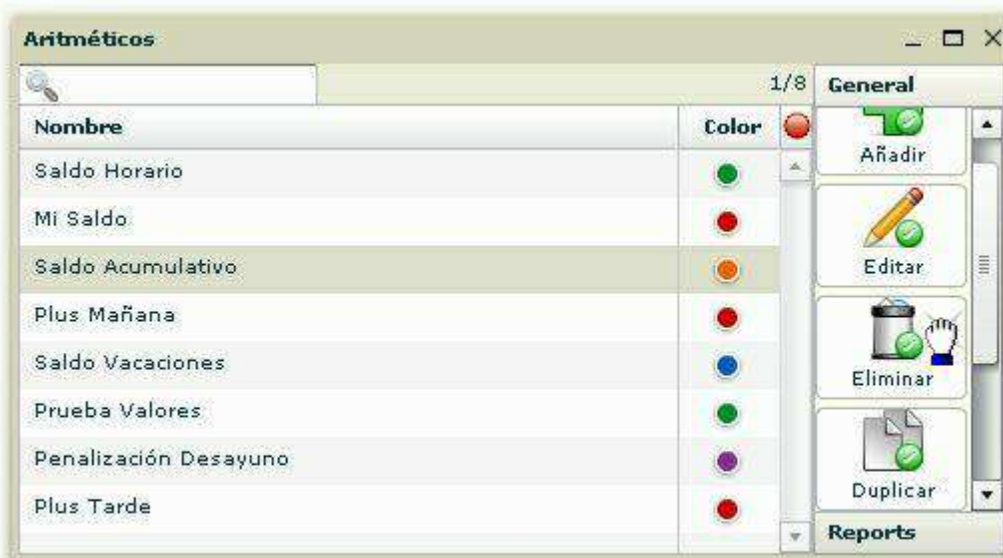 Aritméticos
1/8
General
Nombre
Color
Añadir
Saldo Horario
Mi Saldo
Editar
Saldo Acumulativo
Plus Mañana
Saldo Vacaciones
Eliminar
Prueba Valores
Penalización Desayuno
Duplicar
Plus Tarde
Reports